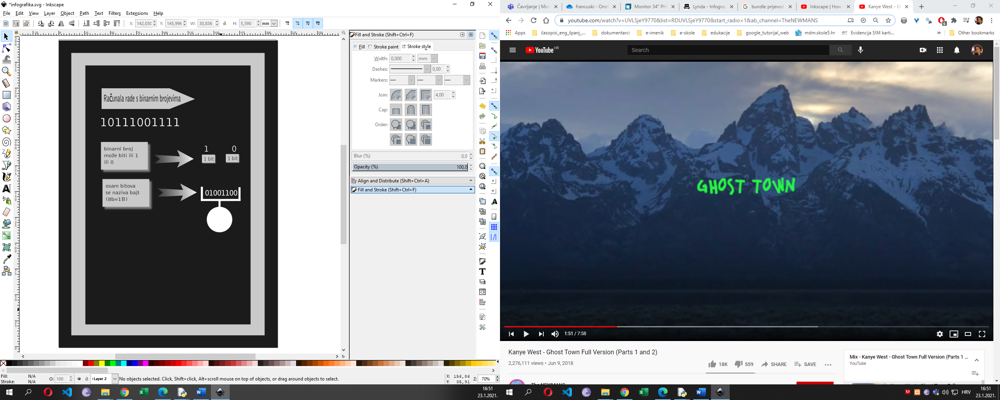 *infografika.svg - Inkscape
File Edit View Layer Object Path Text Filters Extensions Help
X: 142,030 Y: 145,996 W: 30,836 H: 5,390 mm
Fill and Stroke (Shift+Ctrl+F)
Fill Stroke paint Stroke style
Width: 0,000 mm
Dashes: 0,00
Markers:
Join: 4,00
Cap:
Order:
Blur (%) 0,0
Opacity (%) 100,0
Align and Distribute (Shift+Ctrl+A)
Fill and Stroke (Shift+Ctrl+F)
Računala rade s binarnim brojevima
10111001111
binarni broj
može biti ili 1
ili 0
1 0
1 bit 1 bit
osam bitova
se naziva bajt
(8b=1B)
01001100
Fill: N/A
Stroke: N/A
O: 100
Layer 2
No objects selected. Click, Shift+click, Alt+scroll mouse on top of objects, or drag around objects to select.
X: 156,86
Y: 35,91
Z: 70%
16:51
23.1.2021.
Čavrljanje | Micr
francuski - OneD
Monitor 34" PHI
Lynda - Infograp
bundle prijevod
Inkscape | How
Kanye West - Gh
youtube.com/watch?v=UVLSjeY9770&list=RDUVLSjeY9770&start_radio=1&ab_channel=TheNEWMANS
6
Apps časopisi_eng_španj_... dokumentarci e-imenik e-skole edukacije google_tutorijal_web mdm.skole5.hr Evidencija SIM karti... » Other bookmarks
YouTube HR
Search
GHOST TOWN
1:51 / 7:58
Kanye West - Ghost Town Full Version (Parts 1 and 2)
2,276,111 views • Jun 9, 2018
18K 559 SHARE SAVE
Mix - Kanye West - Ghost Town Full Version (Parts 1 ...
YouTube
The NEWMANS
HRV
16:51
23.1.2021.